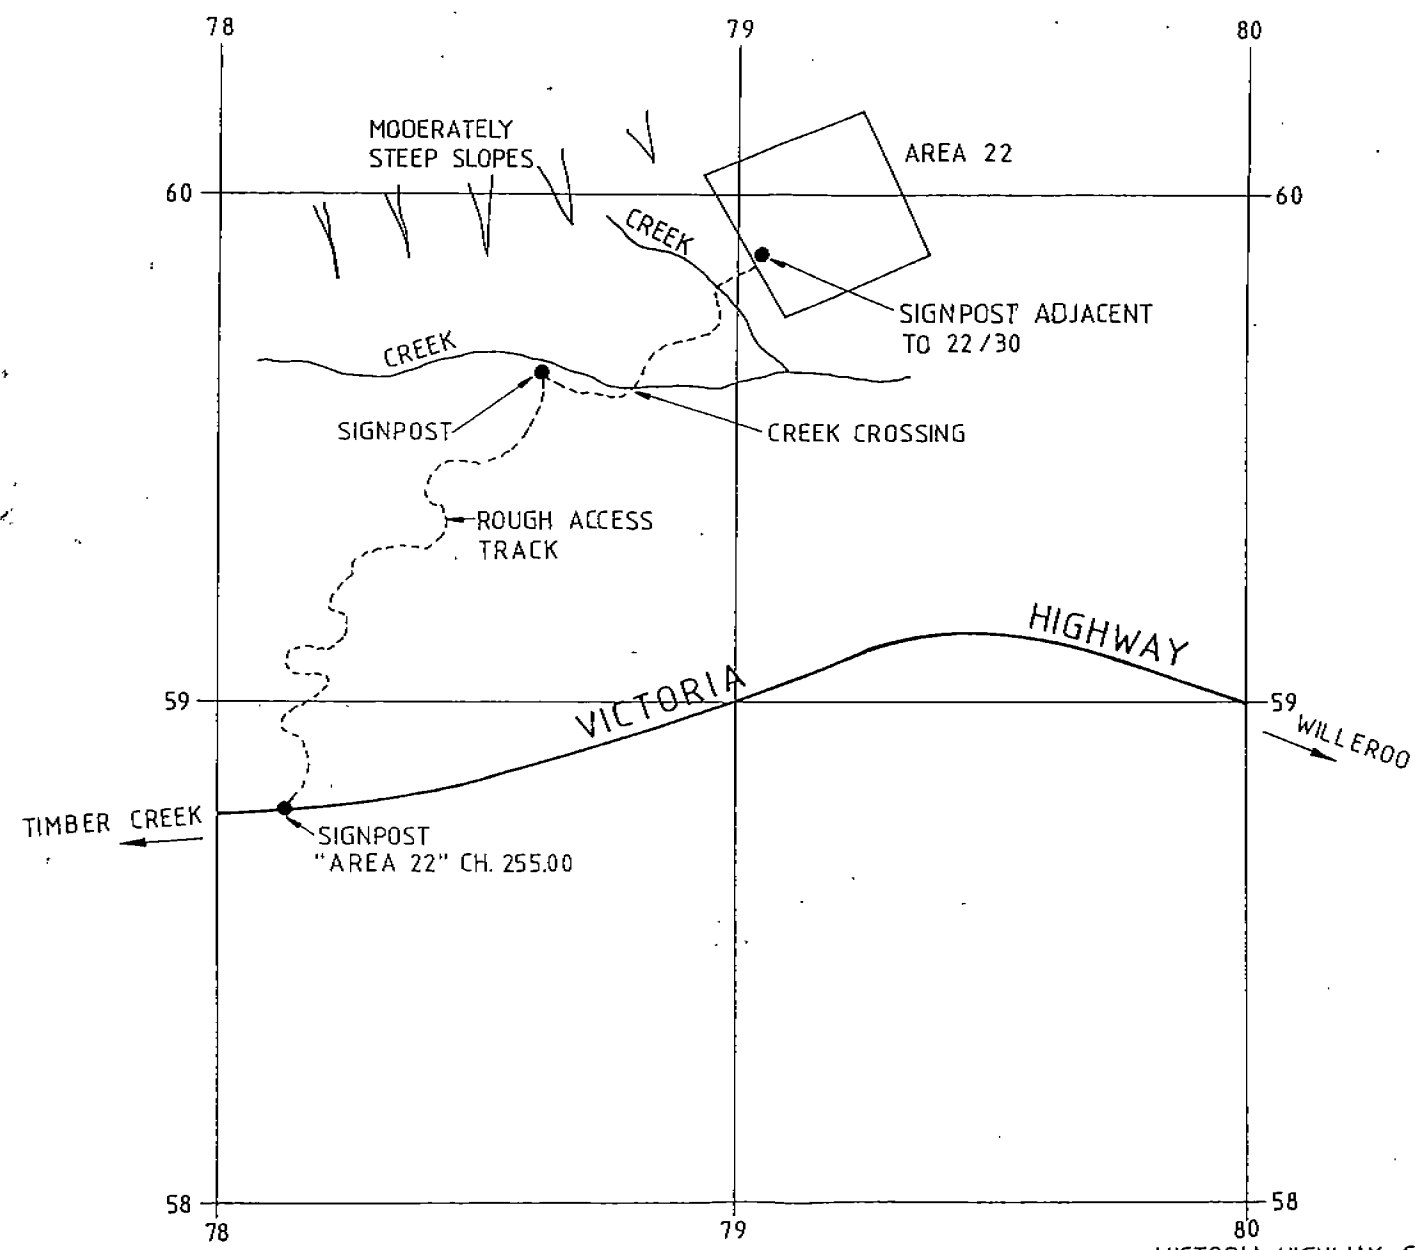 78
79
80
MODERATELY
STEEP SLOPES
AREA 22
60
60
CREEK
SIGNPOST ADJACENT
TO 22/30
CREEK
SIGNPOST
CREEK CROSSING
ROUGH ACCESS
TRACK
HIGHWAY
VICTORIA
59
59
WILLEROO
TIMBER CREEK
SIGNPOST
"AREA 22" CH. 255.00
58
58
78
79
80
VICTORIA HIGHWAY